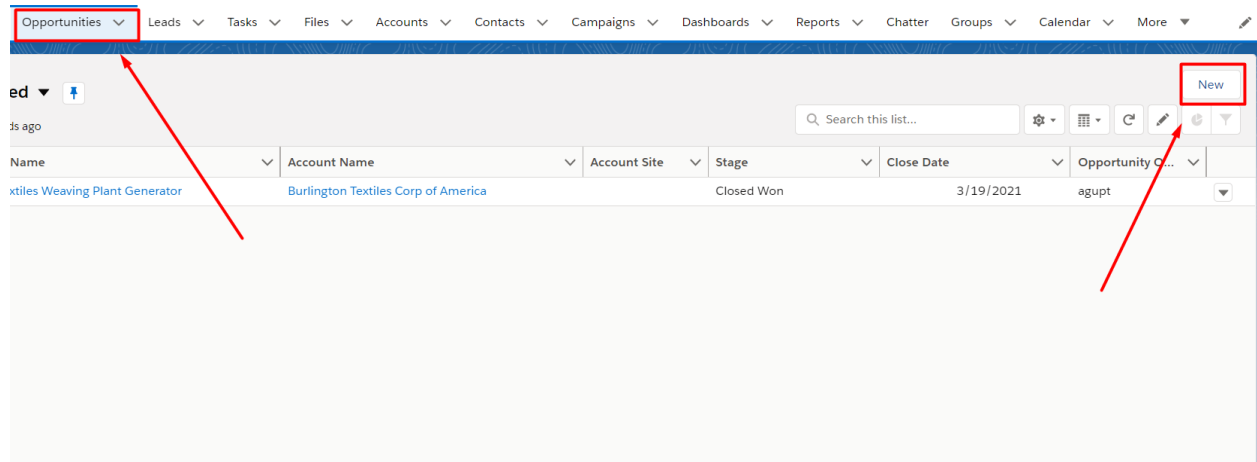 Opportunities Leads Tasks Files Accounts Contacts Campaigns Dashboards Reports Chatter Groups Calendar More
New
ed
ds ago
Search this list...
Name Account Name Account Site Stage Close Date Opportunity O...
xtiles Weaving Plant Generator Burlington Textiles Corp of America Closed Won 3/19/2021 agupt